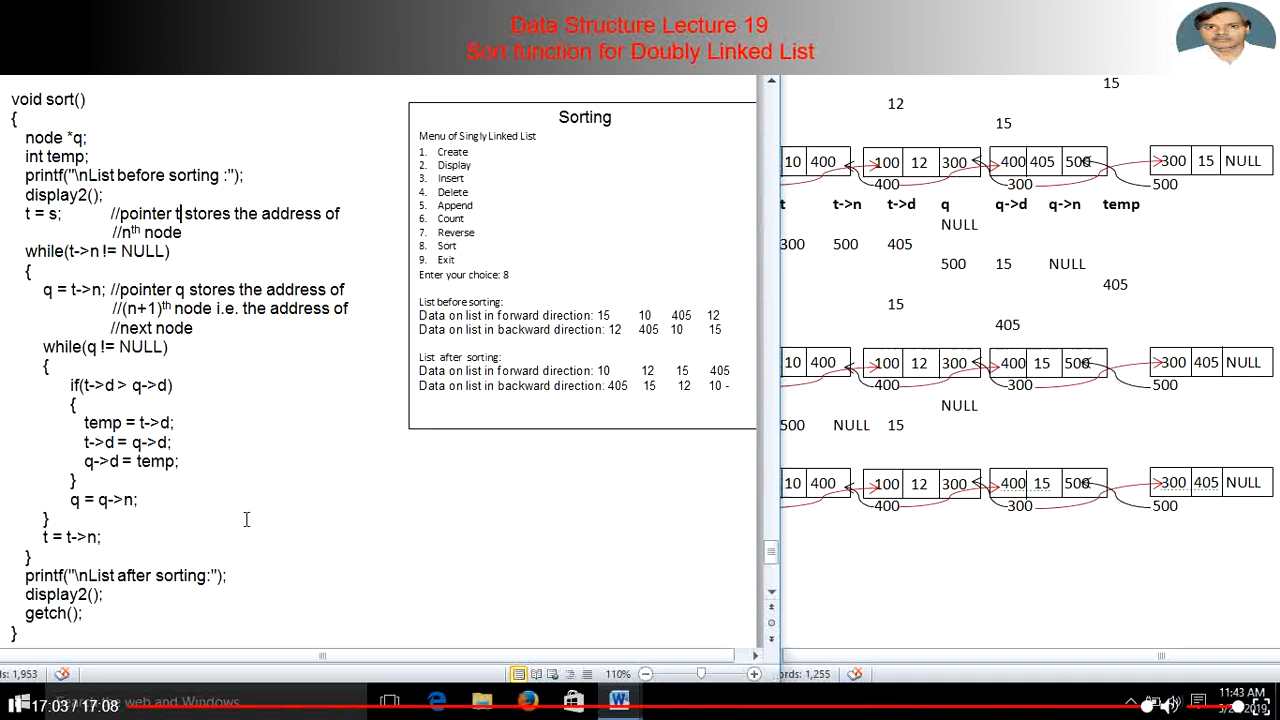 Data Structure Lecture 19
Sort function for Doubly Linked List
void sort()
{
node *q;
int temp;
printf("\nList before sorting :");
display2();
t = s; //pointer t stores the address of
//nth node
while(t->n != NULL)
{
q = t->n; //pointer q stores the address of
//(n+1)th node i.e. the address of
//next node
while(q != NULL)
{
if(t->d > q->d)
{
temp = t->d;
t->d = q->d;
q->d = temp;
}
q = q->n;
}
t = t->n;
}
printf("\nList after sorting:");
display2();
getch();
}
Sorting
Menu of Singly Linked List
1. Create
2. Display
3. Insert
4. Delete
5. Append
6. Count
7. Reverse
8. Sort
9. Exit
Enter your choice: 8
List before sorting:
Data on list in forward direction: 15 10 405 12
Data on list in backward direction: 12 405 10 15
List after sorting:
Data on list in forward direction: 10 12 15 405
Data on list in backward direction: 405 15 12 10 -
15
12
15
10 400 100 12 300 400 405 500 300 15 NULL
400 300 500
t t->n t->d q q->d q->n temp
NULL
300 500 405
500 15 NULL
405
15
405
10 400 100 12 300 400 15 500 300 405 NULL
400 300 500
NULL
500 NULL 15
10 400 100 12 300 400 15 500 300 405 NULL
400 300 500
ds: 1,953 110% ords: 1,255
17:03 / 17:08 the web and Windows 11:43 AM